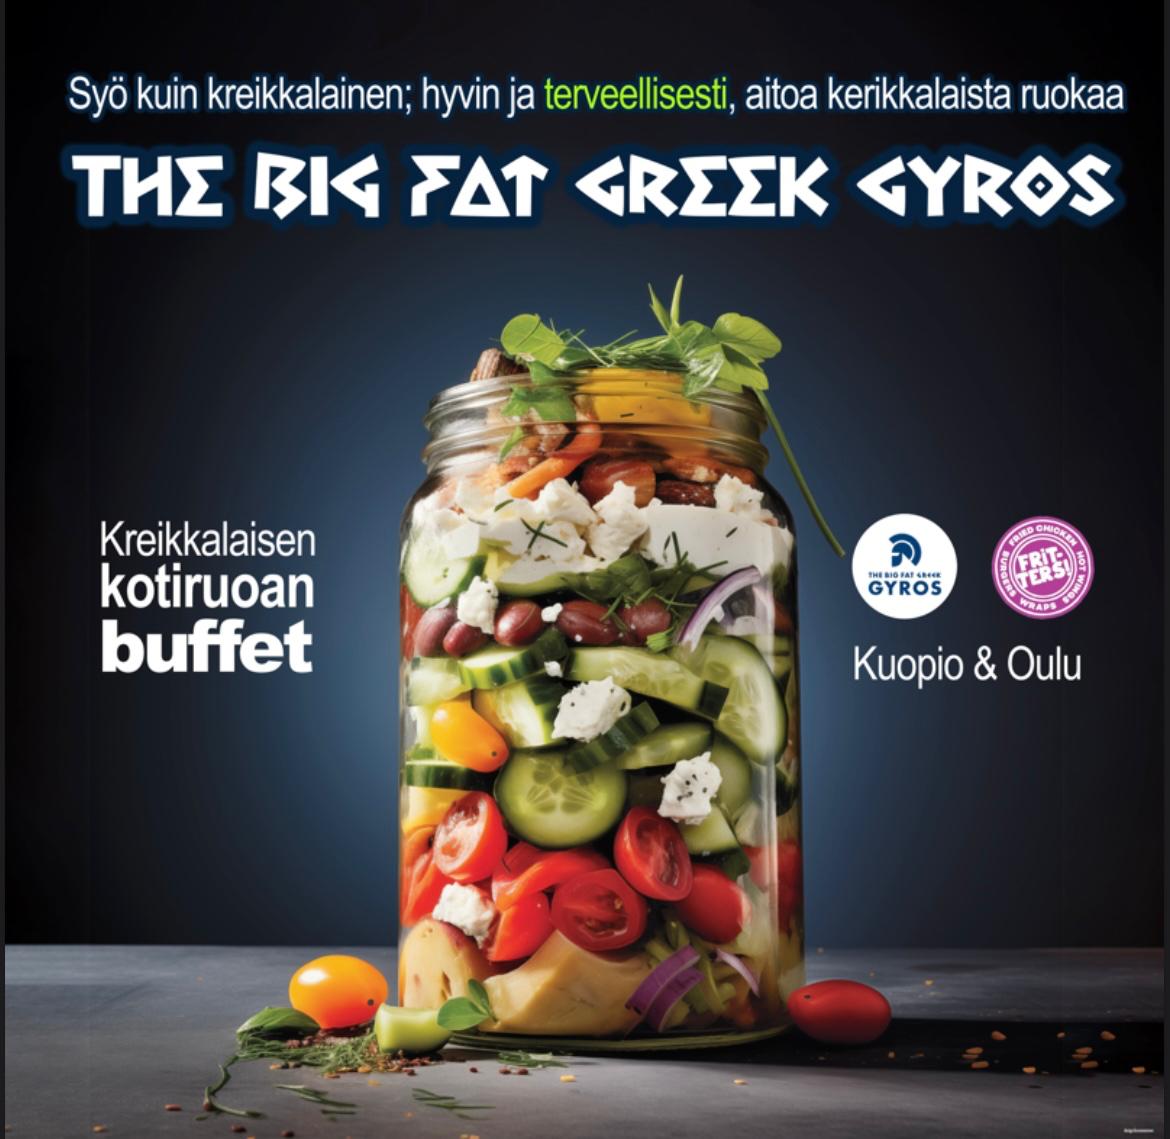 Syö kuin kreikkalainen; hyvin ja terveellisesti, aitoa kerikkalaista ruokaa
THE BIG FAT GREEK GYROS
Kreikkalaisen
kotiruoan
buffet
THE BIG FAT GREEK
GYROS
FRIED CHICKEN
HOT WINGS
WRAPS
BURGERS
FRIT-
TERS!
Kuopio & Oulu